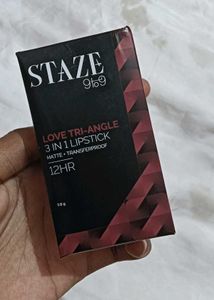 STAZE
9to9
LOVE TRI-ANGLE
3 IN 1 LIPSTICK
MATTE • TRANSFERPROOF
12HR